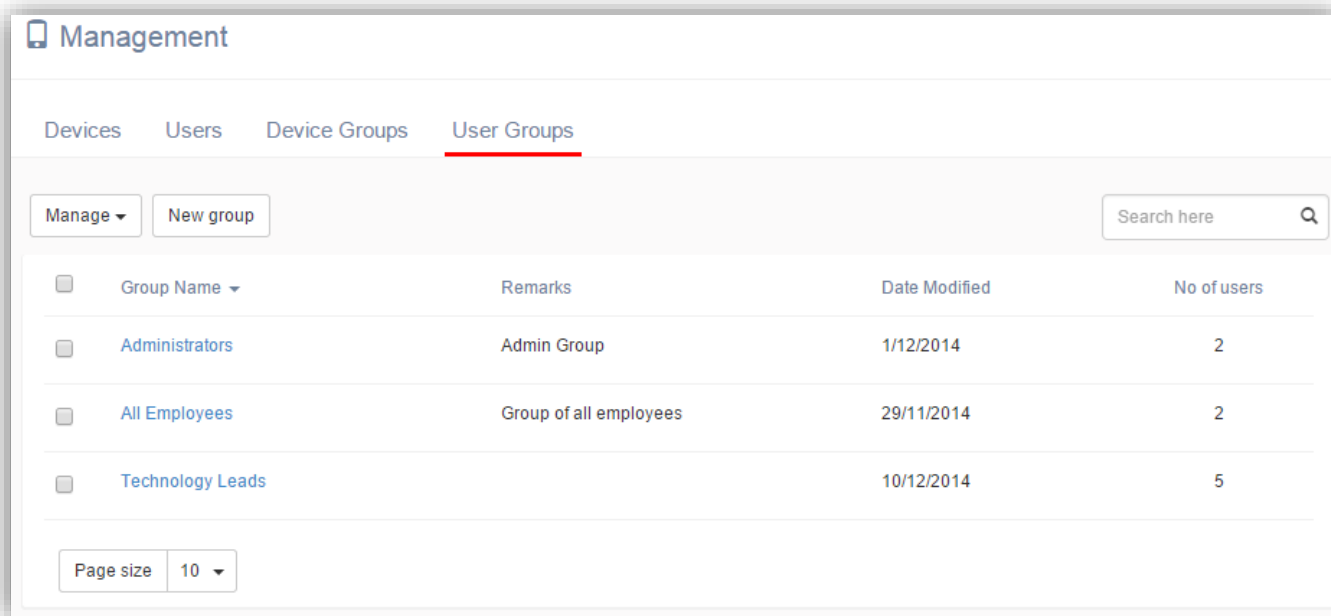 Management
Devices Users Device Groups User Groups
Manage New group Search here
Group Name Remarks Date Modified No of users
Administrators Admin Group 1/12/2014 2
All Employees Group of all employees 29/11/2014 2
Technology Leads 10/12/2014 5
Page size 10